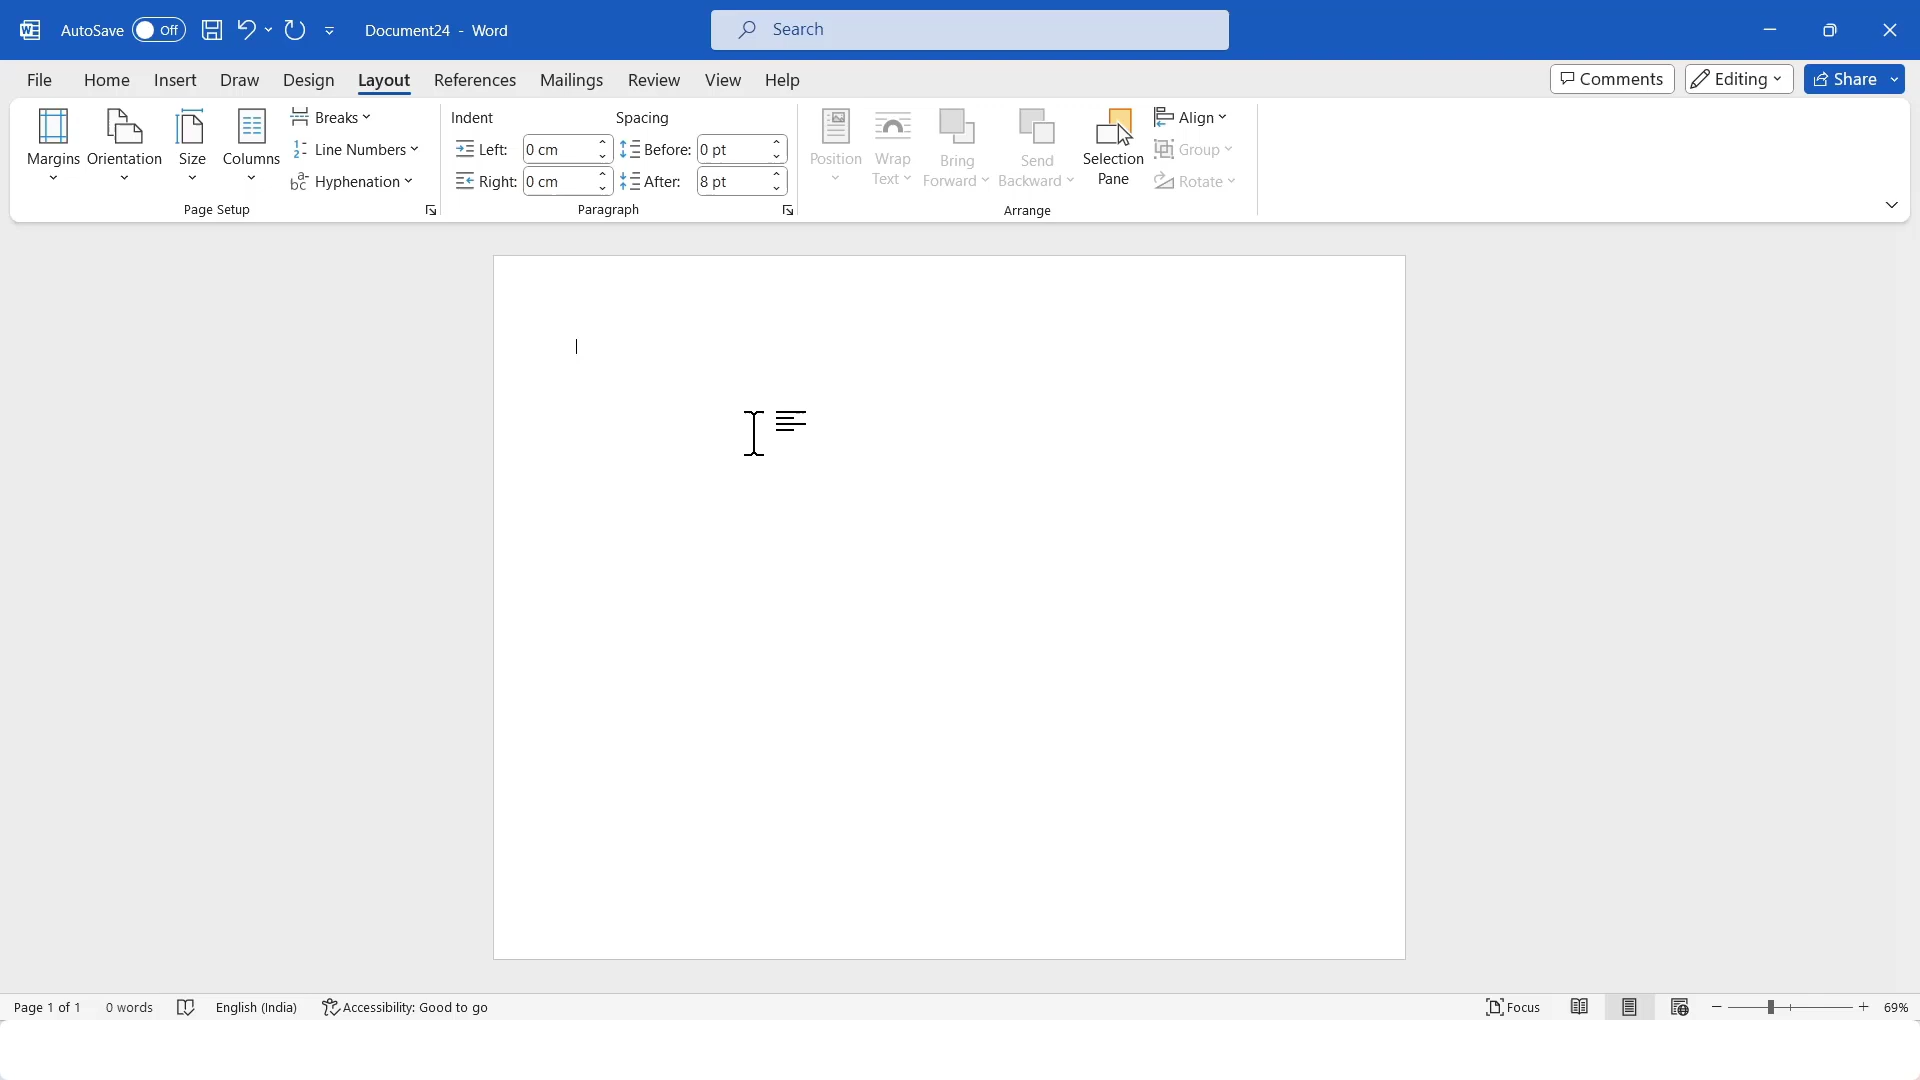 AutoSave Off Document24 - Word Search
File Home Insert Draw Design Layout References Mailings Review View Help Comments Editing Share
Margins Orientation Size Columns
Breaks
Line Numbers
Hyphenation
Page Setup
Indent Spacing
Left: 0 cm Before: 0 pt
Right: 0 cm After: 8 pt
Paragraph
Position Wrap Text Bring Forward Send Backward Selection Pane
Align
Group
Rotate
Arrange
Page 1 of 1 0 words English (India) Accessibility: Good to go Focus 69%